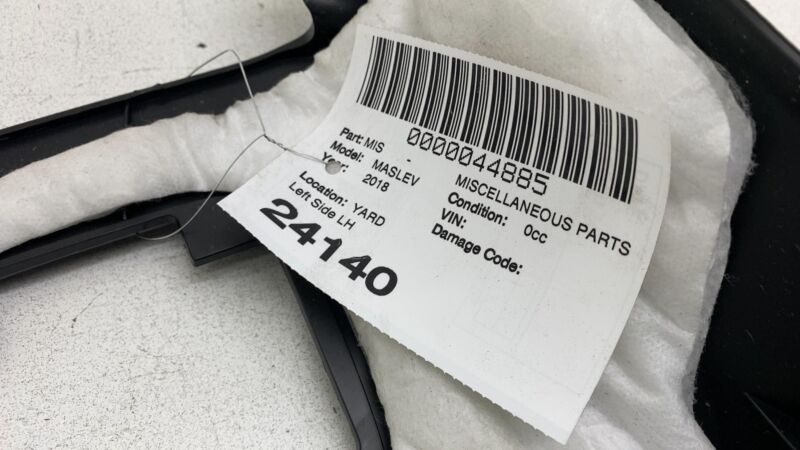 0000044885
Part: MIS - MISCELLANEOUS PARTS
Model: MASLEV Condition: 0cc
Year: 2018 VIN:
Damage Code:
Location: YARD
Left Side LH
24140